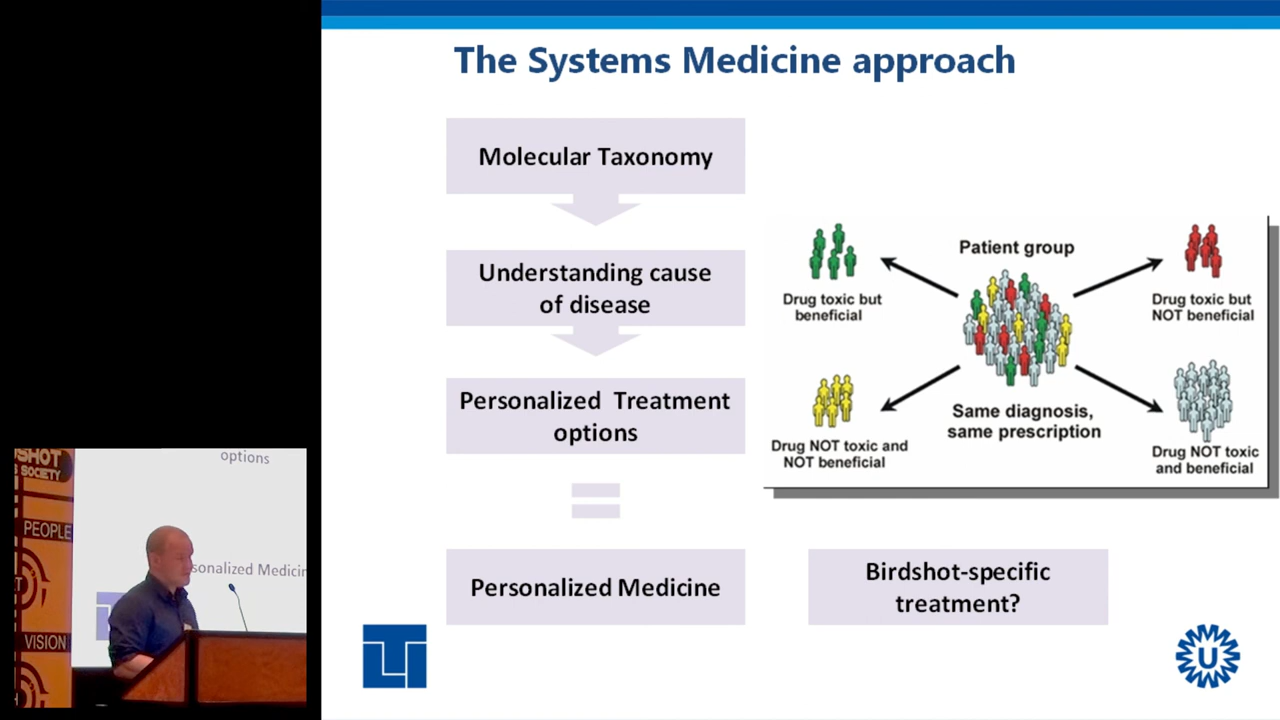 The Systems Medicine approach
Molecular Taxonomy
Understanding cause
of disease
Personalized Treatment
options
Personalized Medicine
Patient group
Drug toxic but
beneficial
Drug toxic but
NOT beneficial
Same diagnosis,
same prescription
Drug NOT toxic and
NOT beneficial
Drug NOT toxic
and beneficial
Birdshot-specific
treatment?
U
options
SHOT
SOCIETY
PEOPLE
sonalized Medicin
VISION